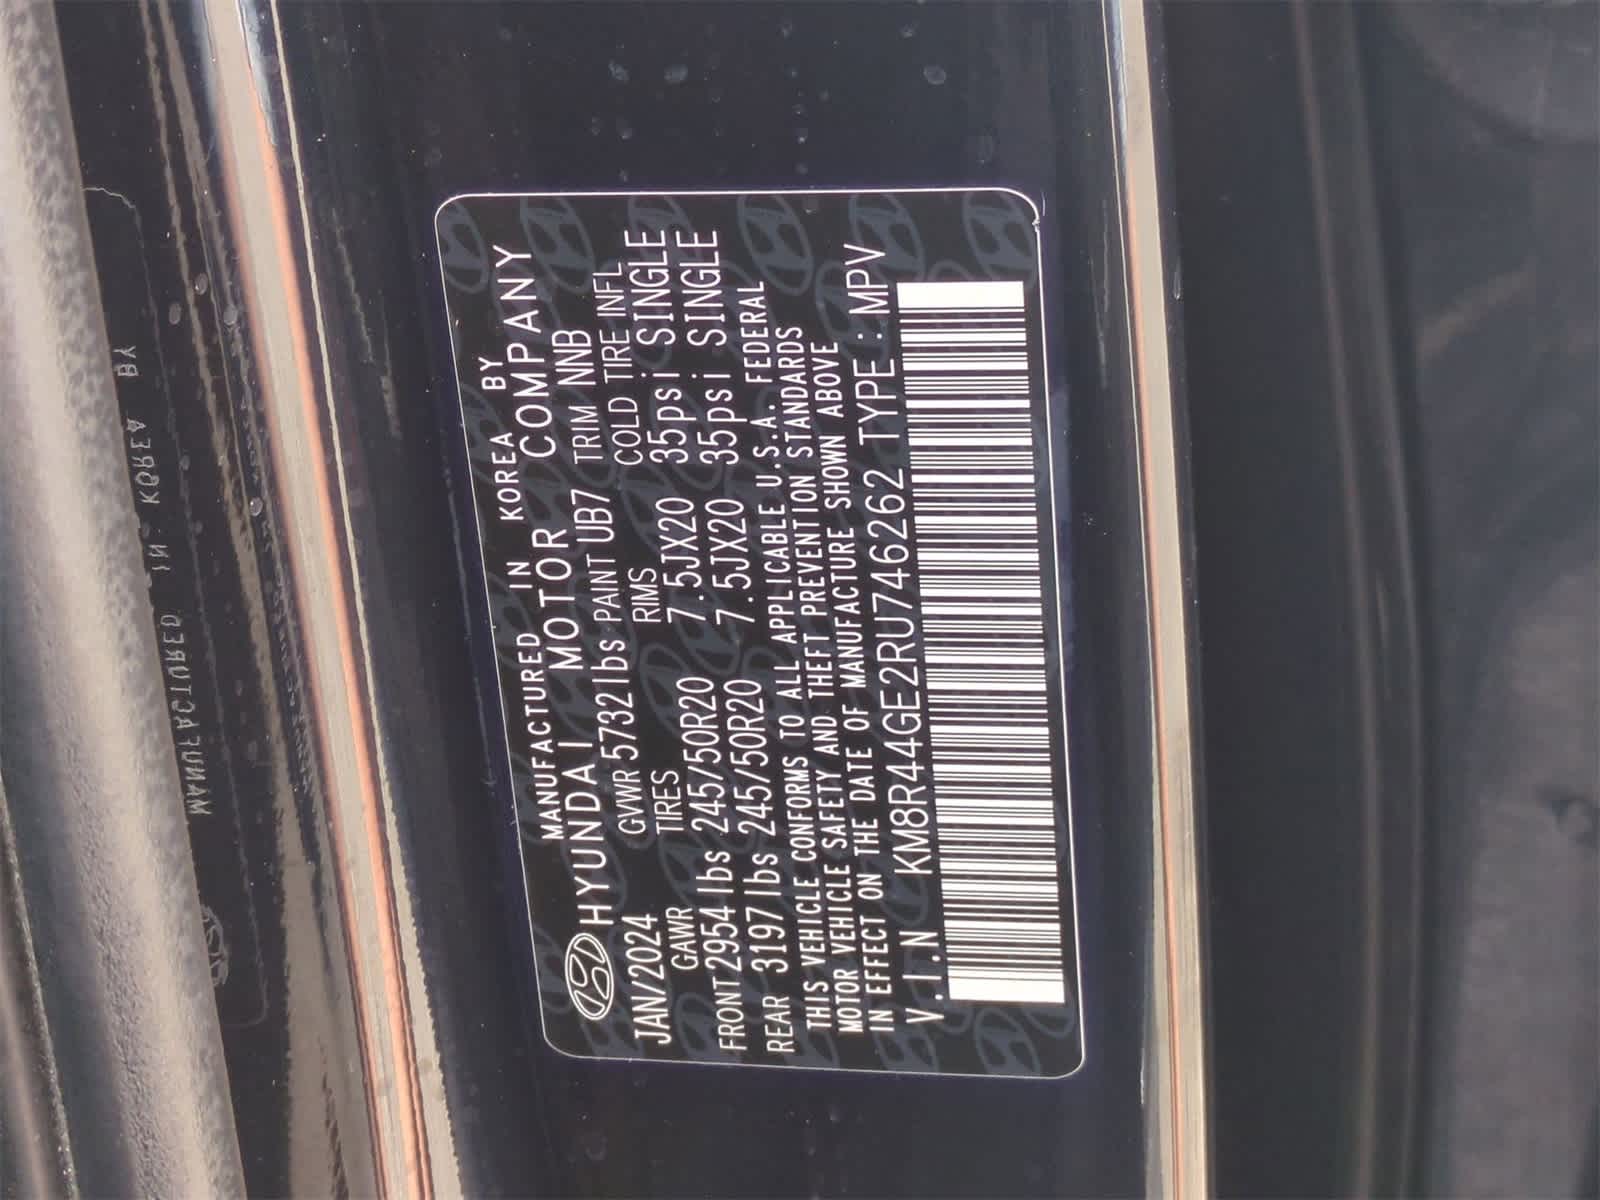 MANUFACTURED IN KOREA BY
HYUNDAI MOTOR COMPANY
JAN/2024 GVWR 5732lbs PAINT UB7 TRIM NNB
GAWR TIRES RIMS COLD TIRE INFL
FRONT 2954lbs 245/50R20 7.5JX20 35psi SINGLE
REAR 3197lbs 245/50R20 7.5JX20 35psi SINGLE
THIS VEHICLE CONFORMS TO ALL APPLICABLE U.S.A. FEDERAL
MOTOR VEHICLE SAFETY AND THEFT PREVENTION STANDARDS
IN EFFECT ON THE DATE OF MANUFACTURE SHOWN ABOVE
V.I.N KM8R44GE2RU746262 TYPE : MPV
MANUFACTURED IN KOREA BY